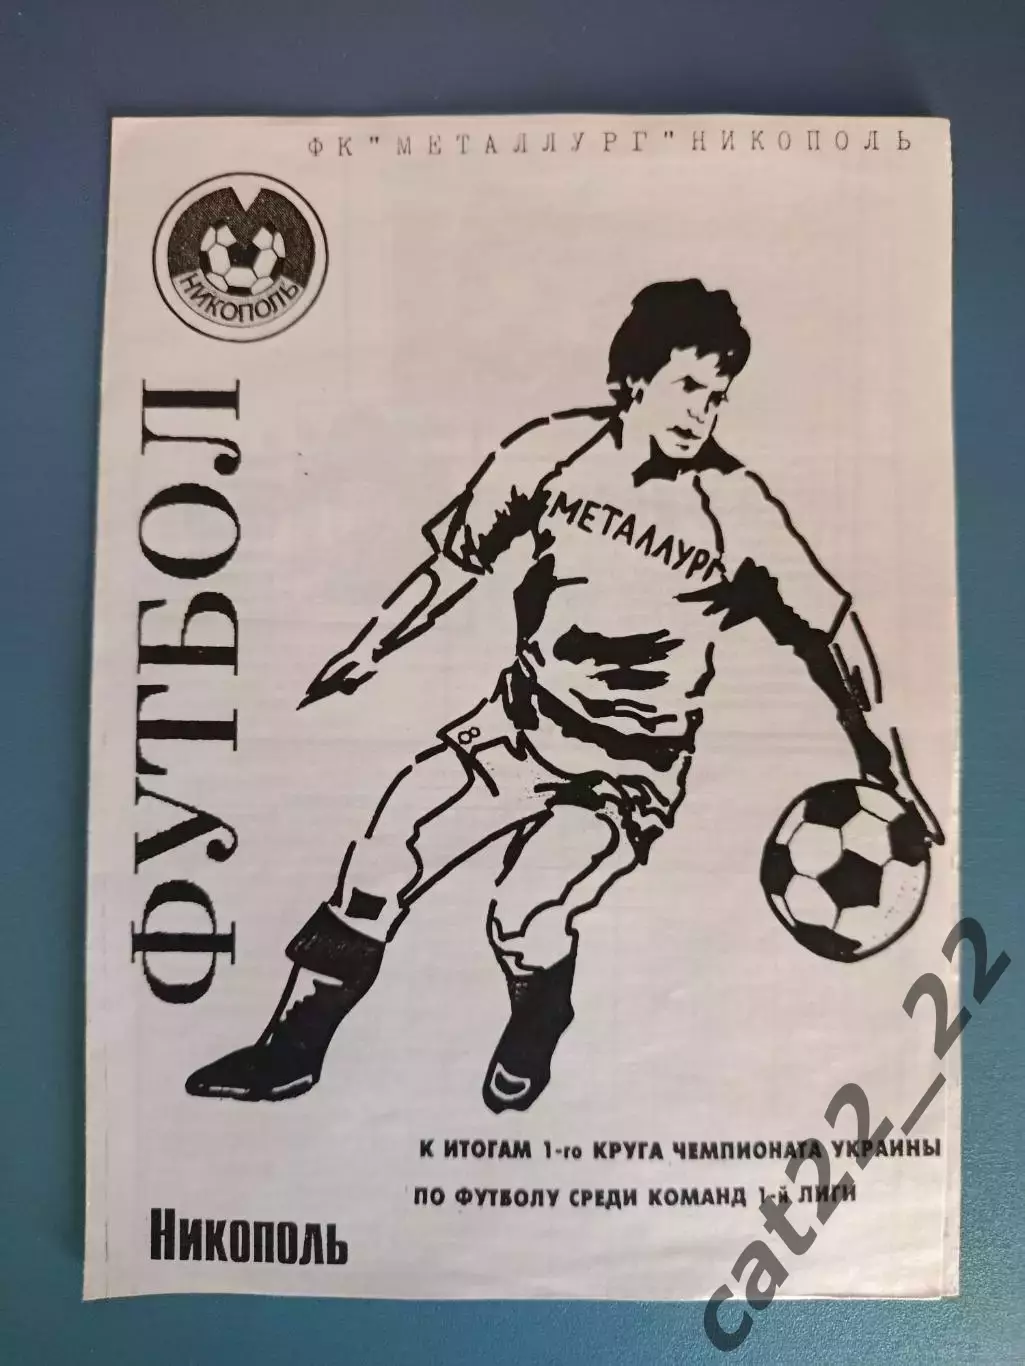 ФК "МЕТАЛЛУРГ" НИКОПОЛЬ
НИКОПОЛЬ
ФУТБОЛ
МЕТАЛЛУРГ
8
К ИТОГАМ 1-го КРУГА ЧЕМПИОНАТА УКРАИНЫ
ПО ФУТБОЛУ СРЕДИ КОМАНД 1-й ЛИГИ
Никополь
cat22_22